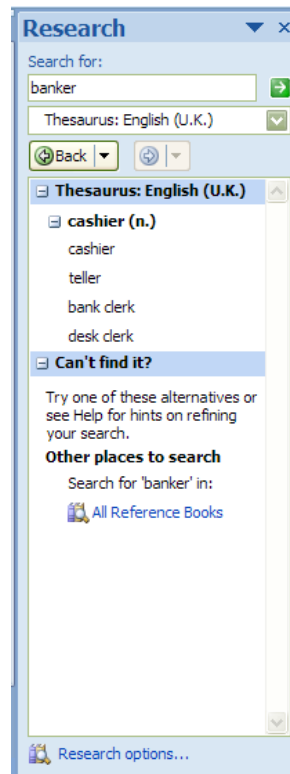 Research
Search for:
banker
Thesaurus: English (U.K.)
Back
Thesaurus: English (U.K.)
cashier (n.)
cashier
teller
bank clerk
desk clerk
Can't find it?
Try one of these alternatives or
see Help for hints on refining
your search.
Other places to search
Search for 'banker' in:
All Reference Books
Research options...